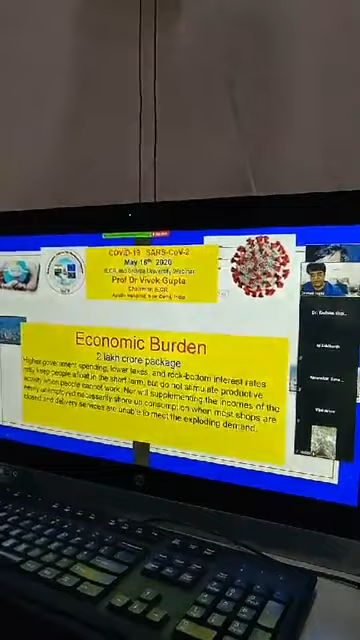 COVID-19 SARS-CoV-2
May 16th 2020
Prof Dr Vivek Gupta
Economic Burden
2 lakh crore package
Higher government spending, lower taxes, and rock-bottom interest rates
may keep people afloat in the short term, but do not stimulate productive
activity when people cannot work. Nor will supplementing the incomes of the
newly unemployed necessarily shore up consumption when most shops are
closed and delivery services are unable to meet the exploding demand.